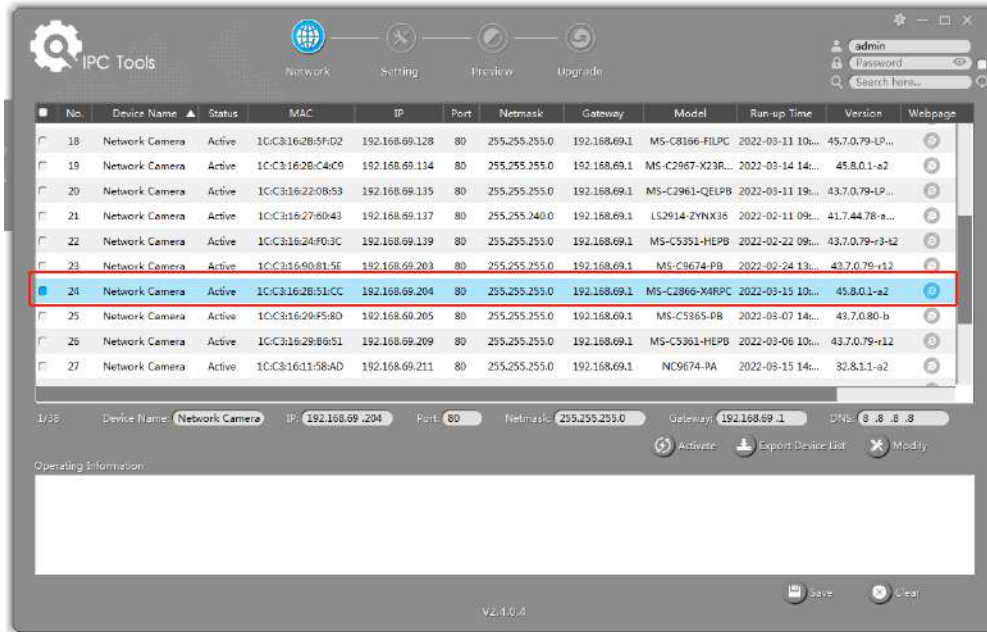 IPC Tools
Network
Setting
Preview
Upgrade
admin
Password
Search here...
No. Device Name Status MAC IP Port Netmask Gateway Model Run-up Time Version Webpage
18 Network Camera Active 1C:C3:16:2B:5F:D2 192.168.69.128 80 255.255.255.0 192.168.69.1 MS-C8166-FILPC 2022-03-11 10:... 45.7.0.79-LP...
19 Network Camera Active 1C:C3:16:2B:C4:C9 192.168.69.134 80 255.255.255.0 192.168.69.1 MS-C2967-X23R... 2022-03-14 14:... 45.8.0.1-a2
20 Network Camera Active 1C:C3:16:22:0B:53 192.168.69.135 80 255.255.255.0 192.168.69.1 MS-C2961-QELPB 2022-03-11 19:... 43.7.0.79-LP...
21 Network Camera Active 1C:C3:16:27:60:43 192.168.69.137 80 255.255.240.0 192.168.69.1 LS2914-ZYNX36 2022-02-11 09:... 41.7.44.78-a...
22 Network Camera Active 1C:C3:16:24:F0:3C 192.168.69.139 80 255.255.255.0 192.168.69.1 MS-C5351-HEPB 2022-02-22 09:... 43.7.0.79-r3-t2
23 Network Camera Active 1C:C3:16:90:81:5E 192.168.69.203 80 255.255.255.0 192.168.69.1 MS-C9674-PB 2022-02-24 13:... 43.7.0.79-r12
24 Network Camera Active 1C:C3:16:2B:51:CC 192.168.69.204 80 255.255.255.0 192.168.69.1 MS-C2866-X4RPC 2022-03-15 10:... 45.8.0.1-a2
25 Network Camera Active 1C:C3:16:29:F5:8D 192.168.69.205 80 255.255.255.0 192.168.69.1 MS-C5365-PB 2022-03-07 14:... 43.7.0.80-b
26 Network Camera Active 1C:C3:16:29:B6:51 192.168.69.209 80 255.255.255.0 192.168.69.1 MS-C5361-HEPB 2022-03-06 10:... 43.7.0.79-r12
27 Network Camera Active 1C:C3:16:11:58:AD 192.168.69.211 80 255.255.255.0 192.168.69.1 NC9674-PA 2022-03-15 14:... 32.8.1.1-a2
1/38 Device Name: Network Camera IP: 192.168.69 .204 Port: 80 Netmask: 255.255.255.0 Gateway: 192.168.69 .1 DNS: 8 .8 .8 .8
Activate Export Device List Modify
Operating Information
Save Clear
V2.4.0.4